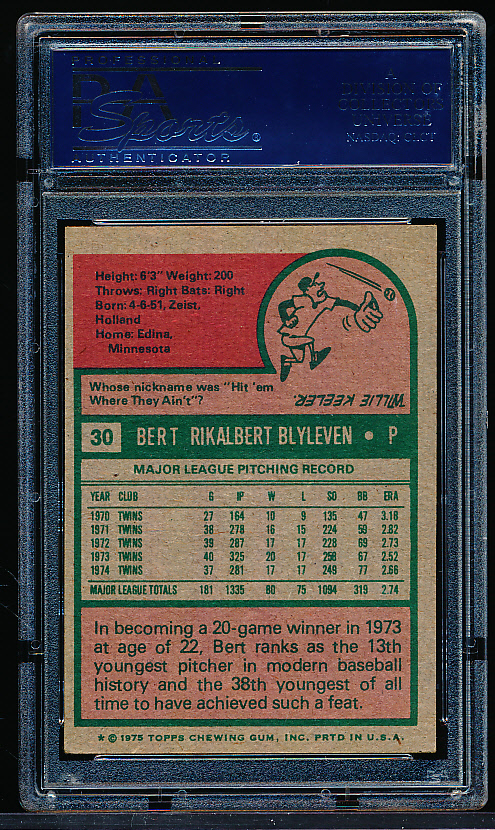 PROFESSIONAL
PSA
Sports
AUTHENTICATOR
A
DIVISION OF
COLLECTORS
UNIVERSE
NASDAQ: CLCT
Height: 6'3" Weight: 200
Throws: Right Bats: Right
Born: 4-6-51, Zeist,
Holland
Home: Edina,
Minnesota
Whose nickname was "Hit 'em
Where They Ain't"?
WILLIE KEELER.
30 BERT RIKALBERT BLYLEVEN • P
MAJOR LEAGUE PITCHING RECORD
YEAR CLUB G IP W L SO BB ERA
1970 TWINS 27 164 10 9 135 47 3.18
1971 TWINS 38 278 16 15 224 59 2.82
1972 TWINS 39 287 17 17 228 69 2.73
1973 TWINS 40 325 20 17 258 67 2.52
1974 TWINS 37 281 17 17 249 77 2.66
MAJOR LEAGUE TOTALS 181 1335 80 75 1094 319 2.74
In becoming a 20-game winner in 1973
at age of 22, Bert ranks as the 13th
youngest pitcher in modern baseball
history and the 38th youngest of all
time to have achieved such a feat.
* © 1975 TOPPS CHEWING GUM, INC. PRTD IN U.S.A.